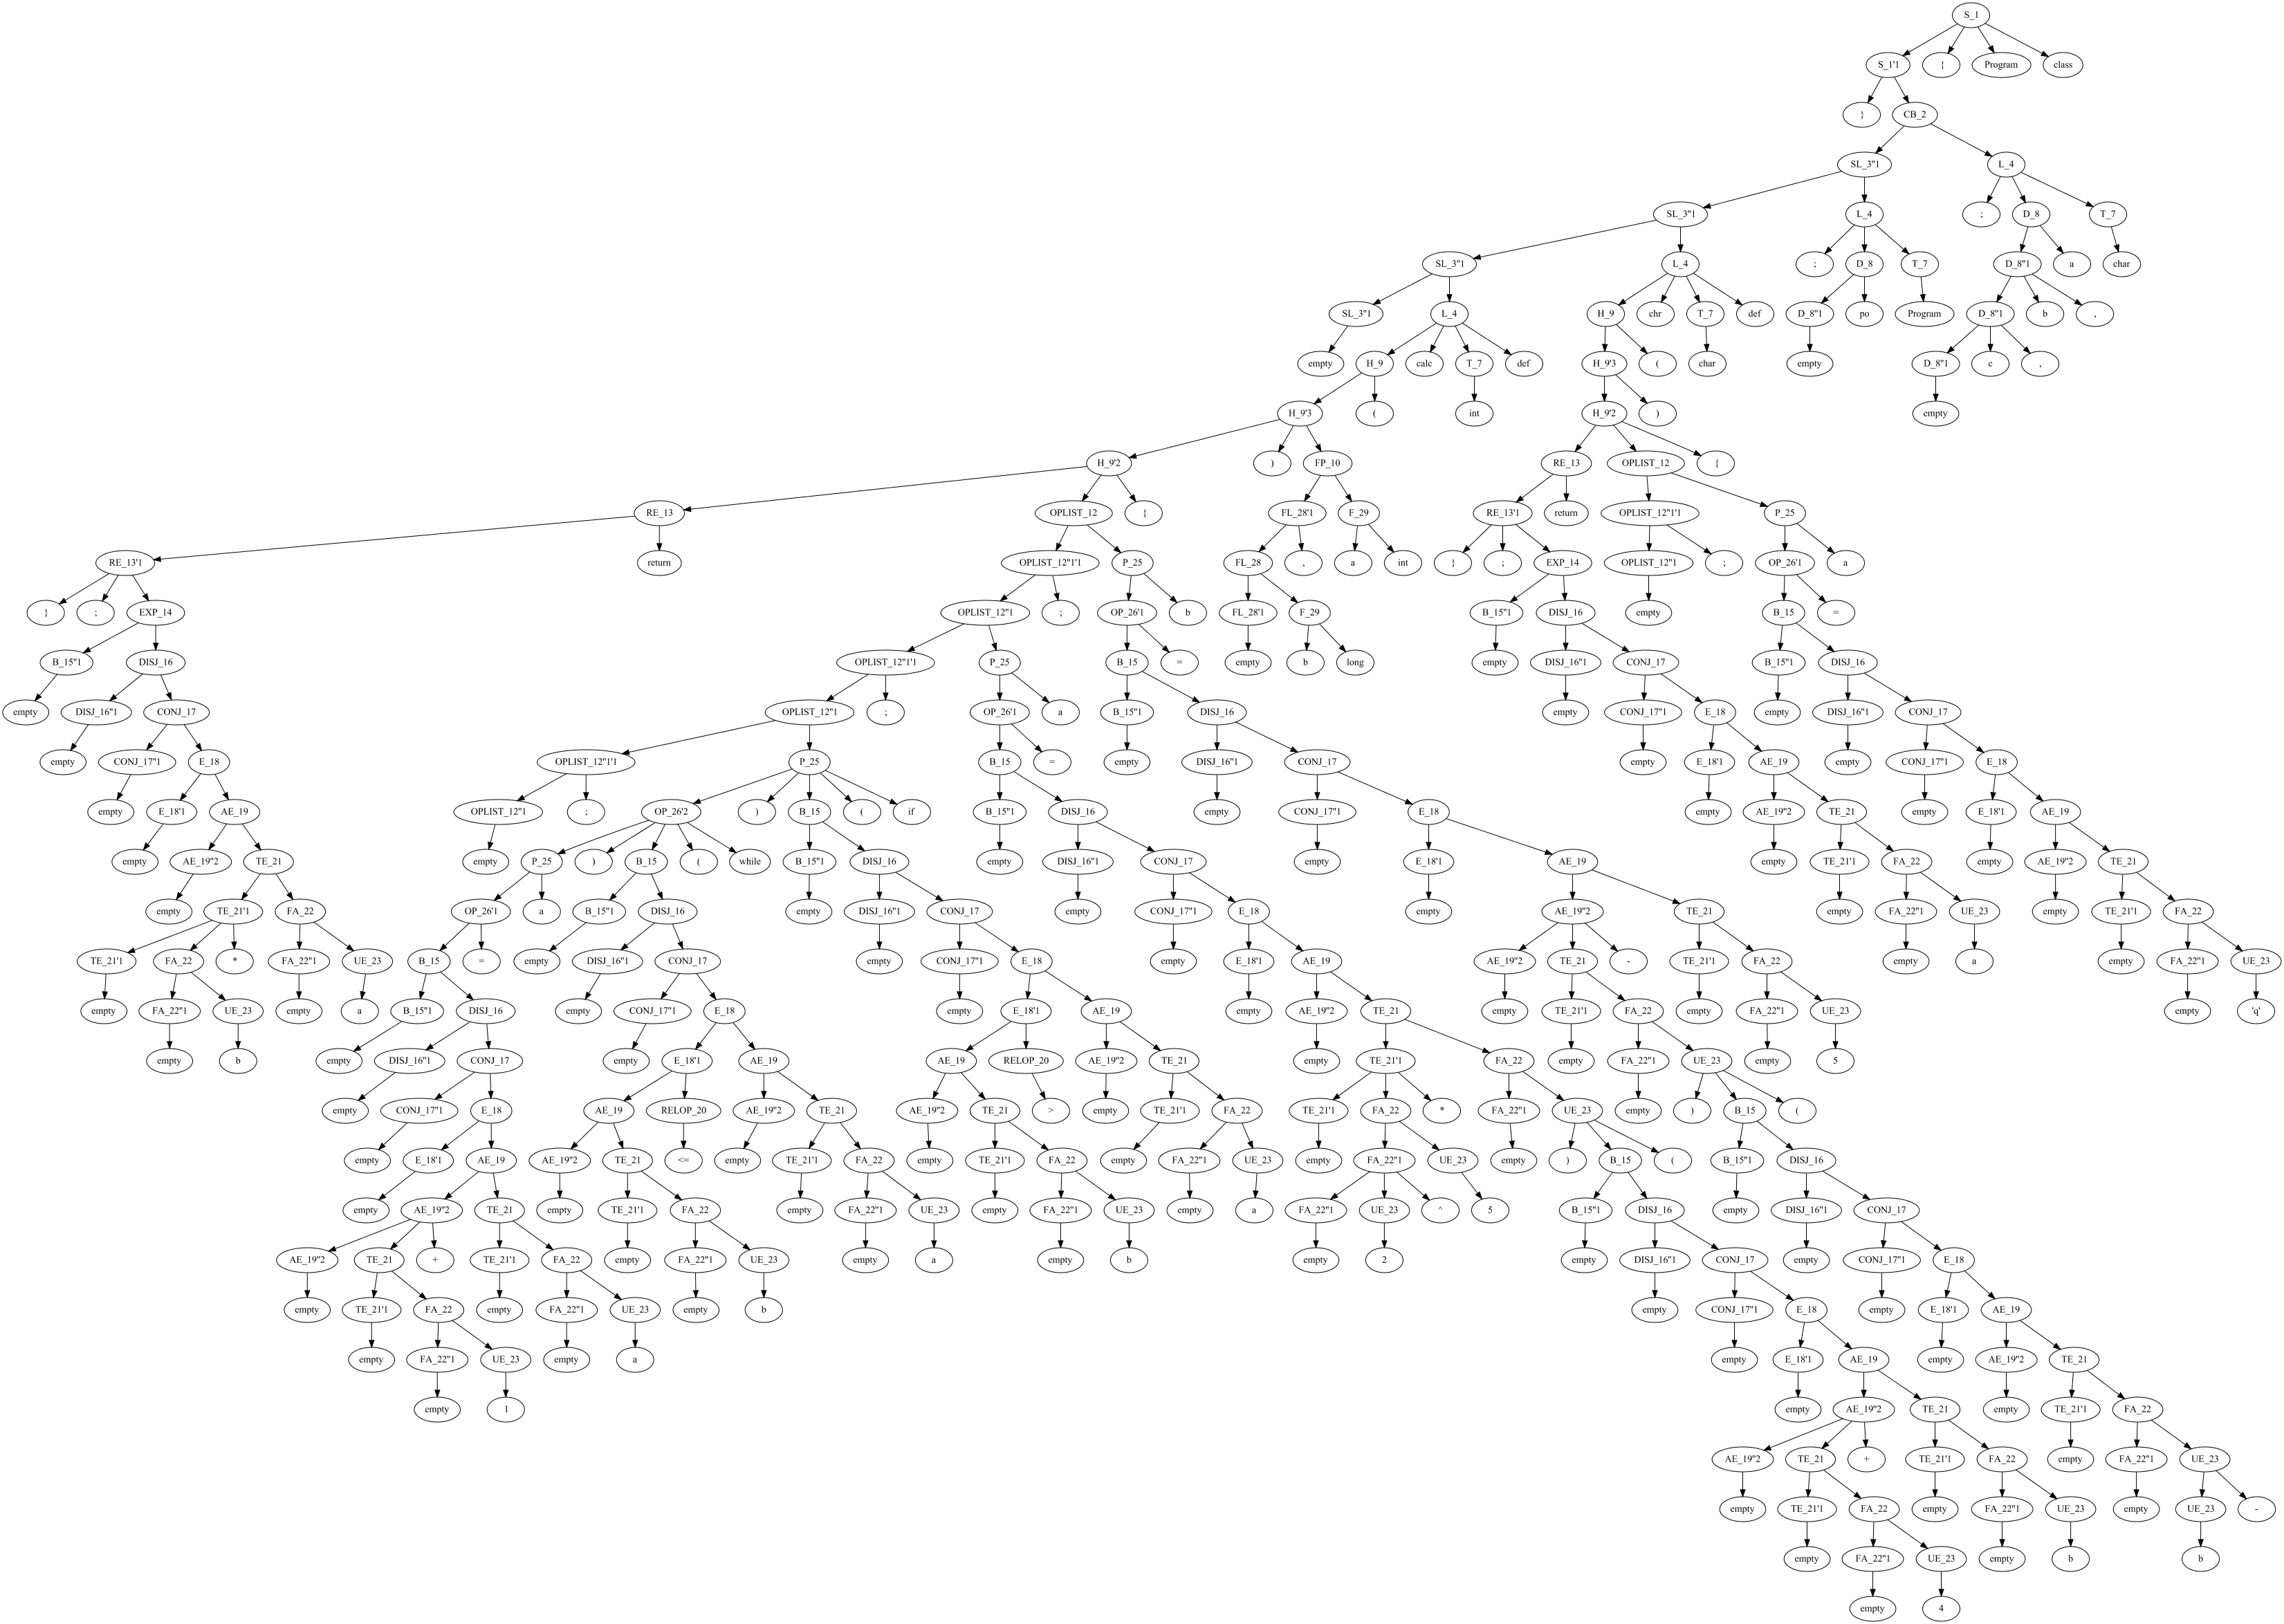 S_1
S_1'1 { Program class
} CB_2
SL_3"1 L_4
SL_3"1 L_4 ; D_8 T_7
SL_3"1 L_4 ; D_8 T_7 D_8"1 a char
SL_3"1 L_4 H_9 chr T_7 def D_8"1 po Program D_8"1 b ,
empty H_9 calc T_7 def H_9'3 ( char empty D_8"1 c ,
H_9'3 ( int H_9'2 ) empty
H_9'2 ) FP_10 RE_13 OPLIST_12 {
RE_13 OPLIST_12 { FL_28'1 F_29 RE_13'1 return OPLIST_12"1'1 P_25
RE_13'1 return OPLIST_12"1'1 P_25 FL_28 , a int } ; EXP_14 OPLIST_12"1 ; OP_26'1 a
} ; EXP_14 OPLIST_12"1 ; OP_26'1 b FL_28'1 F_29 B_15"1 DISJ_16 empty B_15 =
B_15"1 DISJ_16 OPLIST_12"1'1 P_25 B_15 = empty b long empty DISJ_16"1 CONJ_17 B_15"1 DISJ_16
empty DISJ_16"1 CONJ_17 OPLIST_12"1 ; OP_26'1 a B_15"1 DISJ_16 empty CONJ_17"1 E_18 empty DISJ_16"1 CONJ_17
empty CONJ_17"1 E_18 OPLIST_12"1'1 P_25 B_15 = empty DISJ_16"1 CONJ_17 empty E_18'1 AE_19 empty CONJ_17"1 E_18
empty E_18'1 AE_19 OPLIST_12"1 ; OP_26'2 ) B_15 ( if B_15"1 DISJ_16 empty CONJ_17"1 E_18 empty AE_19"2 TE_21 empty E_18'1 AE_19
empty AE_19"2 TE_21 empty P_25 ) B_15 ( while B_15"1 DISJ_16 empty DISJ_16"1 CONJ_17 empty E_18'1 AE_19 empty TE_21'1 FA_22 empty AE_19"2 TE_21
empty TE_21'1 FA_22 OP_26'1 a B_15"1 DISJ_16 empty DISJ_16"1 CONJ_17 empty CONJ_17"1 E_18 empty AE_19"2 TE_21 empty FA_22"1 UE_23 empty TE_21'1 FA_22
TE_21'1 FA_22 * FA_22"1 UE_23 B_15 = empty DISJ_16"1 CONJ_17 empty CONJ_17"1 E_18 empty E_18'1 AE_19 AE_19"2 TE_21 - TE_21'1 FA_22 empty a empty FA_22"1 UE_23
empty FA_22"1 UE_23 empty a B_15"1 DISJ_16 empty CONJ_17"1 E_18 empty E_18'1 AE_19 empty AE_19"2 TE_21 empty TE_21'1 FA_22 empty FA_22"1 UE_23 empty 'q'
empty b empty DISJ_16"1 CONJ_17 empty E_18'1 AE_19 AE_19 RELOP_20 AE_19"2 TE_21 empty TE_21'1 FA_22 empty FA_22"1 UE_23 empty 5
empty CONJ_17"1 E_18 AE_19 RELOP_20 AE_19"2 TE_21 AE_19"2 TE_21 > empty TE_21'1 FA_22 TE_21'1 FA_22 * FA_22"1 UE_23 empty ) B_15 (
empty E_18'1 AE_19 AE_19"2 TE_21 <= empty TE_21'1 FA_22 empty TE_21'1 FA_22 empty FA_22"1 UE_23 empty FA_22"1 UE_23 empty ) B_15 ( B_15"1 DISJ_16
empty AE_19"2 TE_21 empty TE_21'1 FA_22 empty FA_22"1 UE_23 empty FA_22"1 UE_23 empty a FA_22"1 UE_23 ^ 5 B_15"1 DISJ_16 empty DISJ_16"1 CONJ_17
AE_19"2 TE_21 + TE_21'1 FA_22 empty FA_22"1 UE_23 empty a empty b empty 2 empty DISJ_16"1 CONJ_17 empty CONJ_17"1 E_18
empty TE_21'1 FA_22 empty FA_22"1 UE_23 empty b empty CONJ_17"1 E_18 empty E_18'1 AE_19
empty FA_22"1 UE_23 empty a empty E_18'1 AE_19 empty AE_19"2 TE_21
empty 1 empty AE_19"2 TE_21 empty TE_21'1 FA_22
AE_19"2 TE_21 + TE_21'1 FA_22 empty FA_22"1 UE_23
empty TE_21'1 FA_22 empty FA_22"1 UE_23 empty UE_23 -
empty FA_22"1 UE_23 empty b b
empty 4